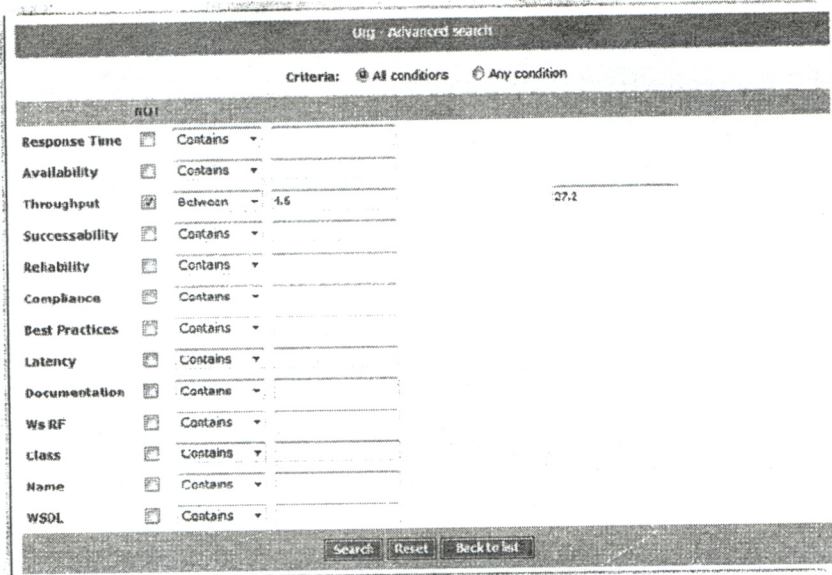 Org - Advanced search
Criteria: All conditions Any condition
NOT
Response Time Contains
Availability Contains
Throughput Between 4.6 27.2
Successability Contains
Reliability Contains
Compliance Contains
Best Practices Contains
Latency Contains
Documentation Contains
Ws RF Contains
Class Contains
Name Contains
WSDL Contains
Search Reset Back to list